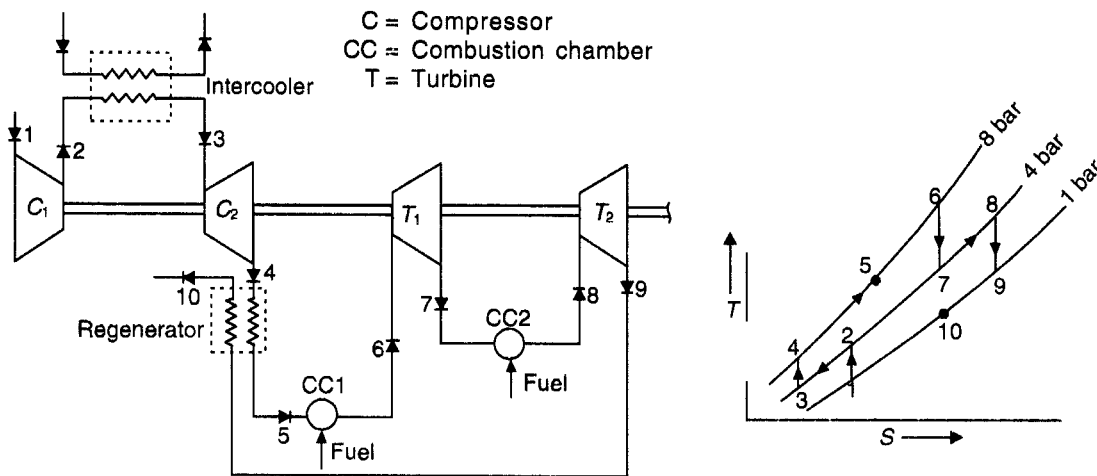 C = Compressor
CC = Combustion chamber
T = Turbine
Intercooler
1
2
3
C₁
C₂
T₁
T₂
4
10
Regenerator
7
8
9
CC2
6
Fuel
CC1
5
Fuel
8 bar
4 bar
1 bar
6
8
5
7
9
T
10
4
2
3
1
S